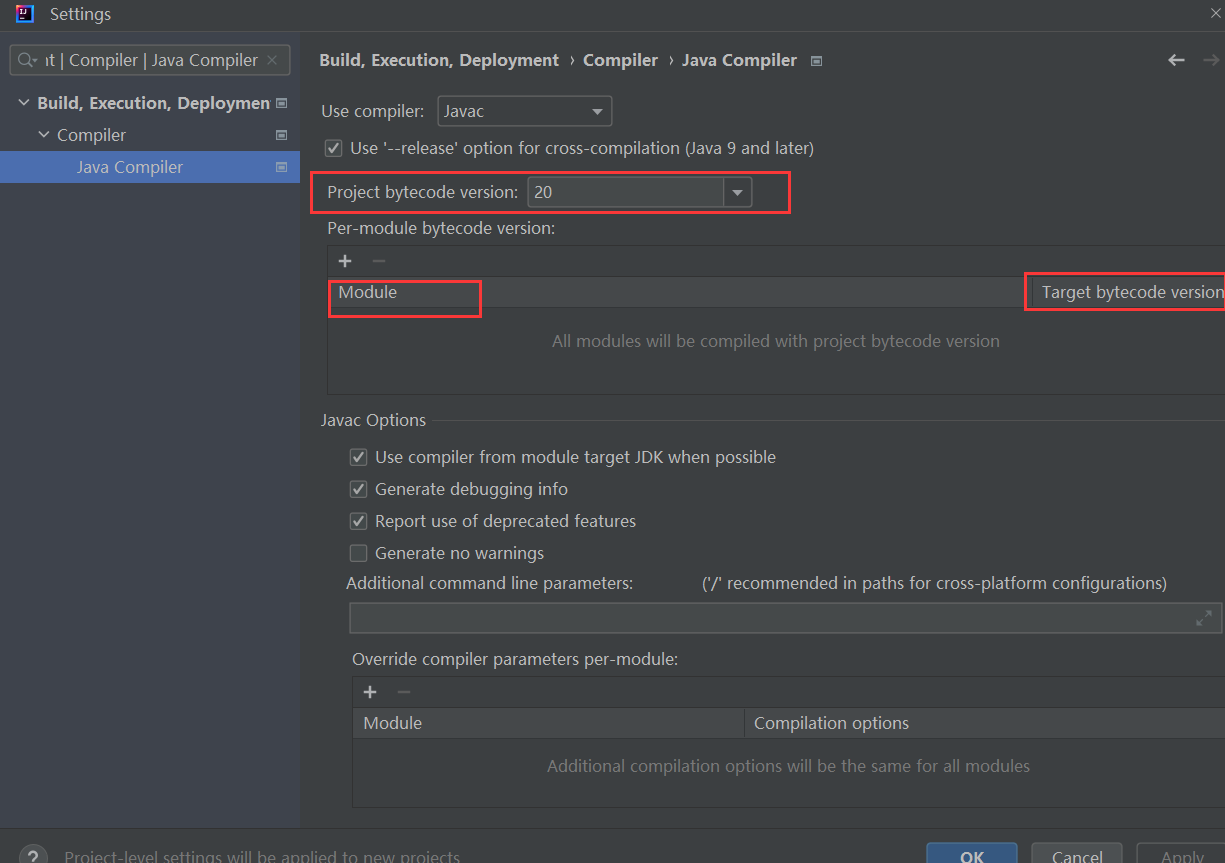 Settings
nt | Compiler | Java Compiler
Build, Execution, Deployment › Compiler › Java Compiler
Build, Execution, Deploymen
Compiler
Java Compiler
Use compiler: Javac
Use '--release' option for cross-compilation (Java 9 and later)
Project bytecode version: 20
Per-module bytecode version:
Module Target bytecode version
All modules will be compiled with project bytecode version
Javac Options
Use compiler from module target JDK when possible
Generate debugging info
Report use of deprecated features
Generate no warnings
Additional command line parameters: ('/' recommended in paths for cross-platform configurations)
Override compiler parameters per-module:
Module Compilation options
Additional compilation options will be the same for all modules
? Project-level settings will be applied to new projects
OK Cancel Apply